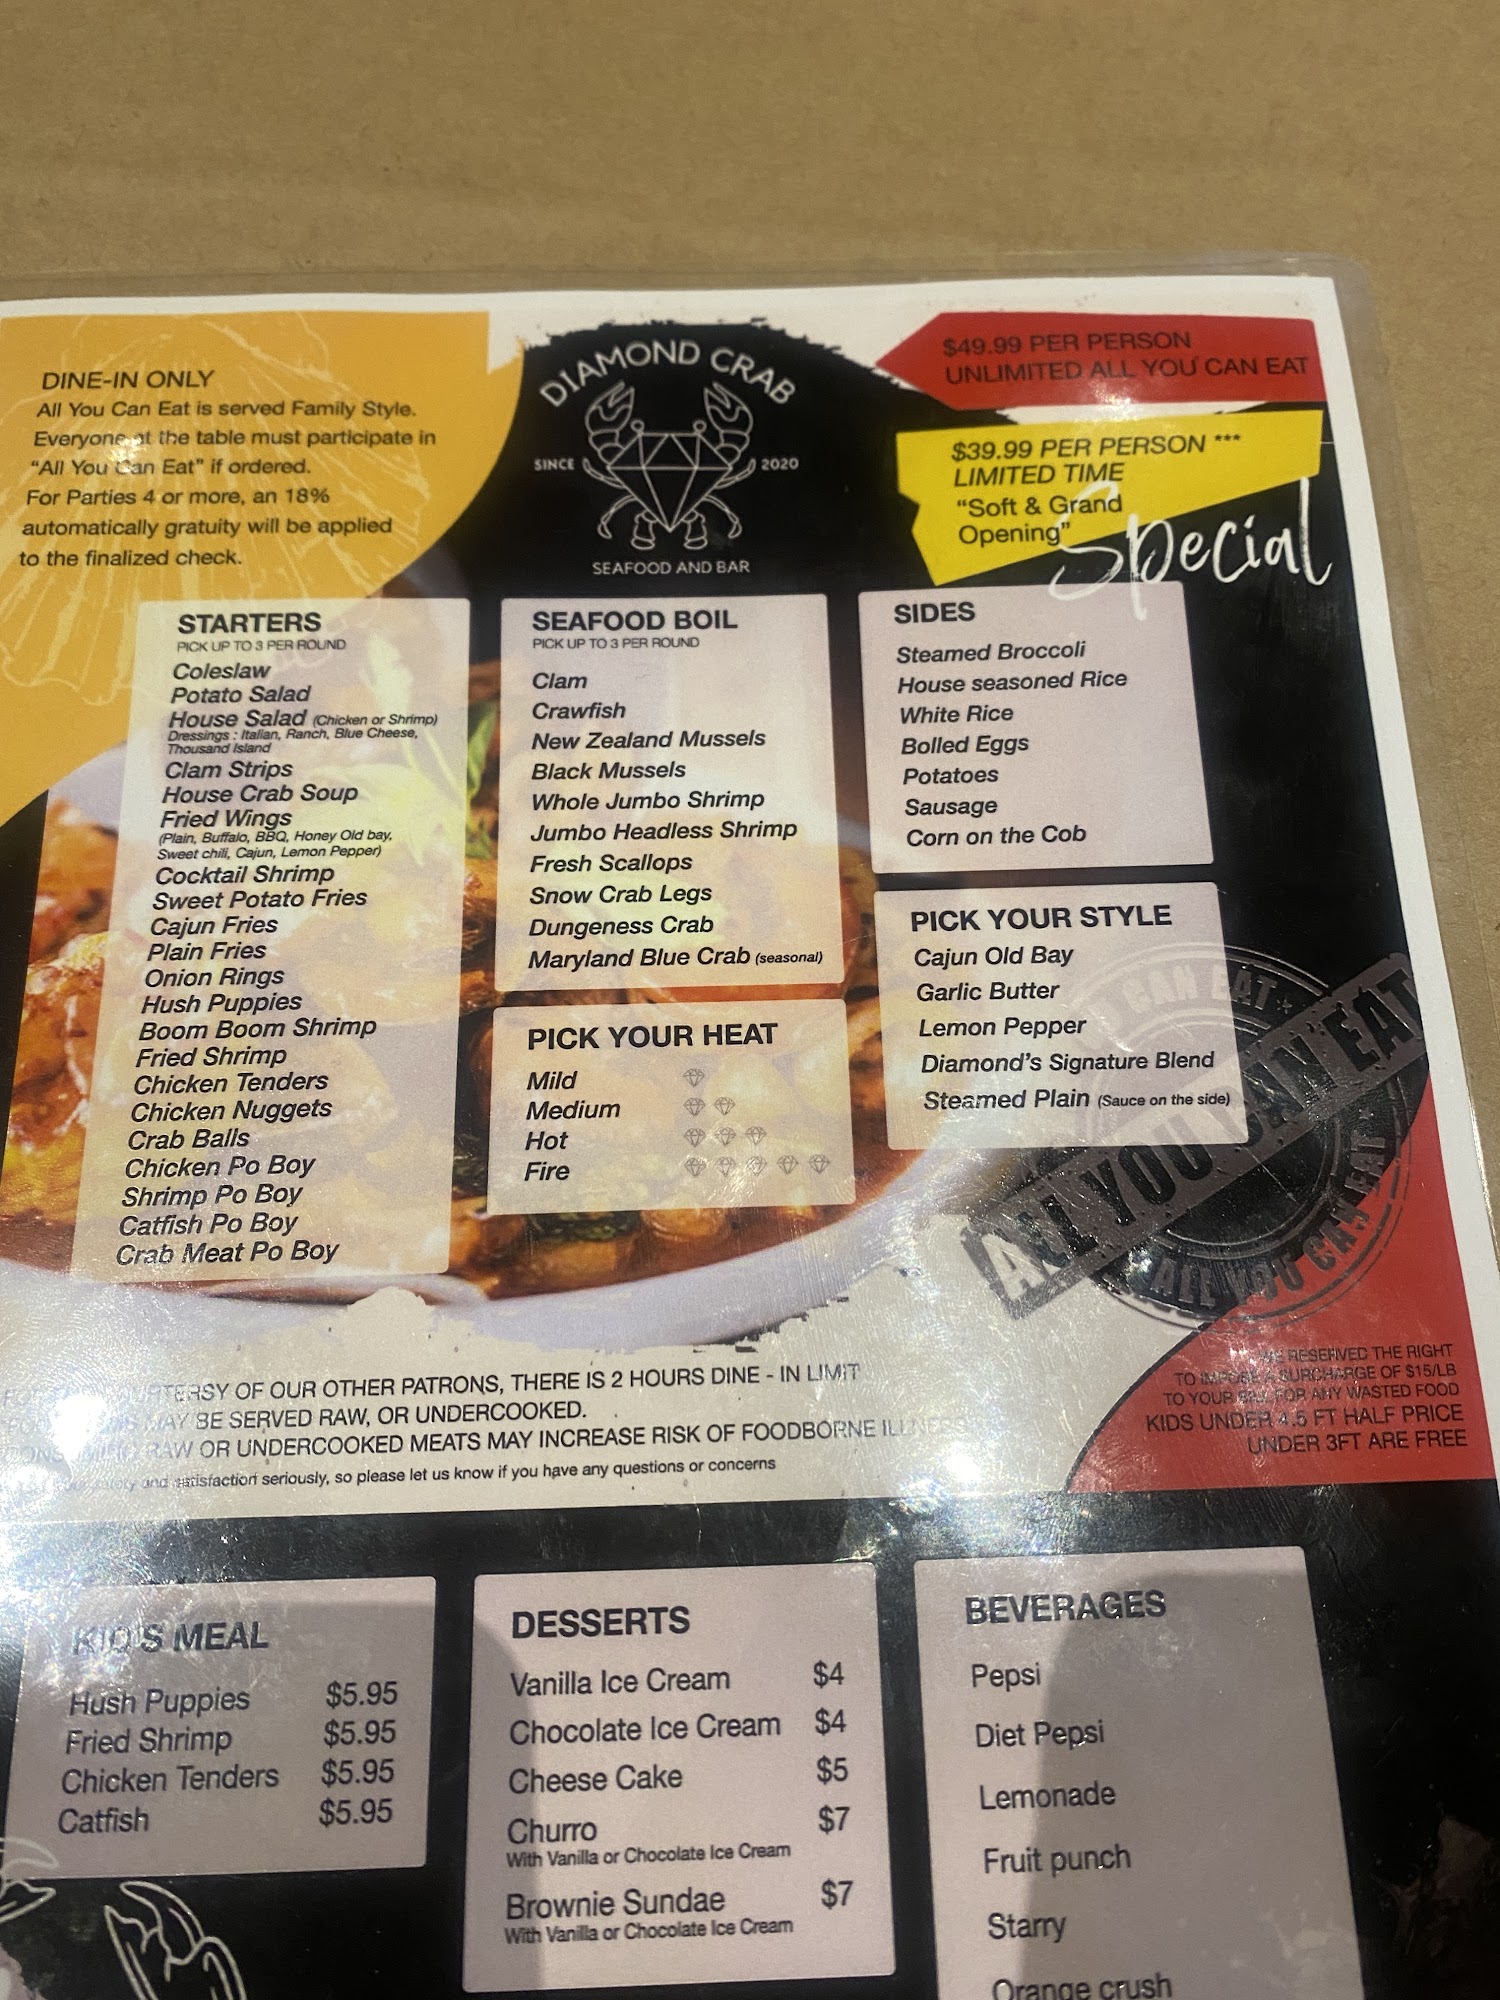 DINE-IN ONLY
All You Can Eat is served Family Style.
Everyone at the table must participate in
"All You Can Eat" if ordered.
For Parties 4 or more, an 18%
automatically gratuity will be applied
to the finalized check.
DIAMOND CRAB
SINCE 2020
SEAFOOD AND BAR
$49.99 PER PERSON
UNLIMITED ALL YOU CAN EAT
$39.99 PER PERSON ***
LIMITED TIME
"Soft & Grand
Opening"
Special
STARTERS
PICK UP TO 3 PER ROUND
Coleslaw
Potato Salad
House Salad (Chicken or Shrimp)
Dressings : Italian, Ranch, Blue Cheese,
Thousand Island
Clam Strips
House Crab Soup
Fried Wings
(Plain, Buffalo, BBQ, Honey Old bay,
Sweet chili, Cajun, Lemon Pepper)
Cocktail Shrimp
Sweet Potato Fries
Cajun Fries
Plain Fries
Onion Rings
Hush Puppies
Boom Boom Shrimp
Fried Shrimp
Chicken Tenders
Chicken Nuggets
Crab Balls
Chicken Po Boy
Shrimp Po Boy
Catfish Po Boy
Crab Meat Po Boy
SEAFOOD BOIL
PICK UP TO 3 PER ROUND
Clam
Crawfish
New Zealand Mussels
Black Mussels
Whole Jumbo Shrimp
Jumbo Headless Shrimp
Fresh Scallops
Snow Crab Legs
Dungeness Crab
Maryland Blue Crab (seasonal)
PICK YOUR HEAT
Mild
Medium
Hot
Fire
SIDES
Steamed Broccoli
House seasoned Rice
White Rice
Bolled Eggs
Potatoes
Sausage
Corn on the Cob
PICK YOUR STYLE
Cajun Old Bay
Garlic Butter
Lemon Pepper
Diamond's Signature Blend
Steamed Plain (Sauce on the side)
CAN EAT
ALL YOU CAN EAT
ALL YOU CAN EAT
OF OUR OTHER PATRONS, THERE IS 2 HOURS DINE - IN LIMIT
MAY BE SERVED RAW, OR UNDERCOOKED.
RAW OR UNDERCOOKED MEATS MAY INCREASE RISK OF FOODBORNE
and satisfaction seriously, so please let us know if you have any questions or concerns
WE RESERVED THE RIGHT
TO IMPOSE A SURCHARGE OF $15/LB
TO YOUR BILL FOR ANY WASTED FOOD
KIDS UNDER 4.5 FT HALF PRICE
UNDER 3FT ARE FREE
KID'S MEAL
Hush Puppies $5.95
Fried Shrimp $5.95
Chicken Tenders $5.95
Catfish $5.95
DESSERTS
Vanilla Ice Cream $4
Chocolate Ice Cream $4
Cheese Cake $5
Churro $7
With Vanilla or Chocolate Ice Cream
Brownie Sundae $7
With Vanilla or Chocolate Ice Cream
BEVERAGES
Pepsi
Diet Pepsi
Lemonade
Fruit punch
Starry
Orange crush